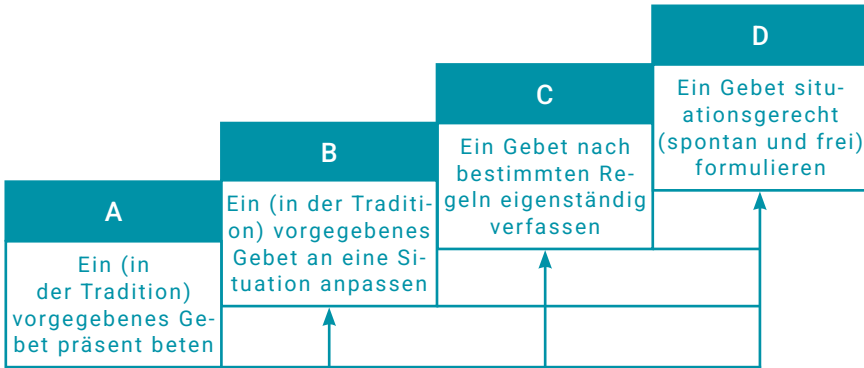 A
Ein (in
der Tradition)
vorgegebenes Ge-
bet präsent beten
B
Ein (in der Traditi-
on) vorgegebenes
Gebet an eine Si-
tuation anpassen
C
Ein Gebet nach
bestimmten Re-
geln eigenständig
verfassen
D
Ein Gebet situ-
ationsgerecht
(spontan und frei)
formulieren